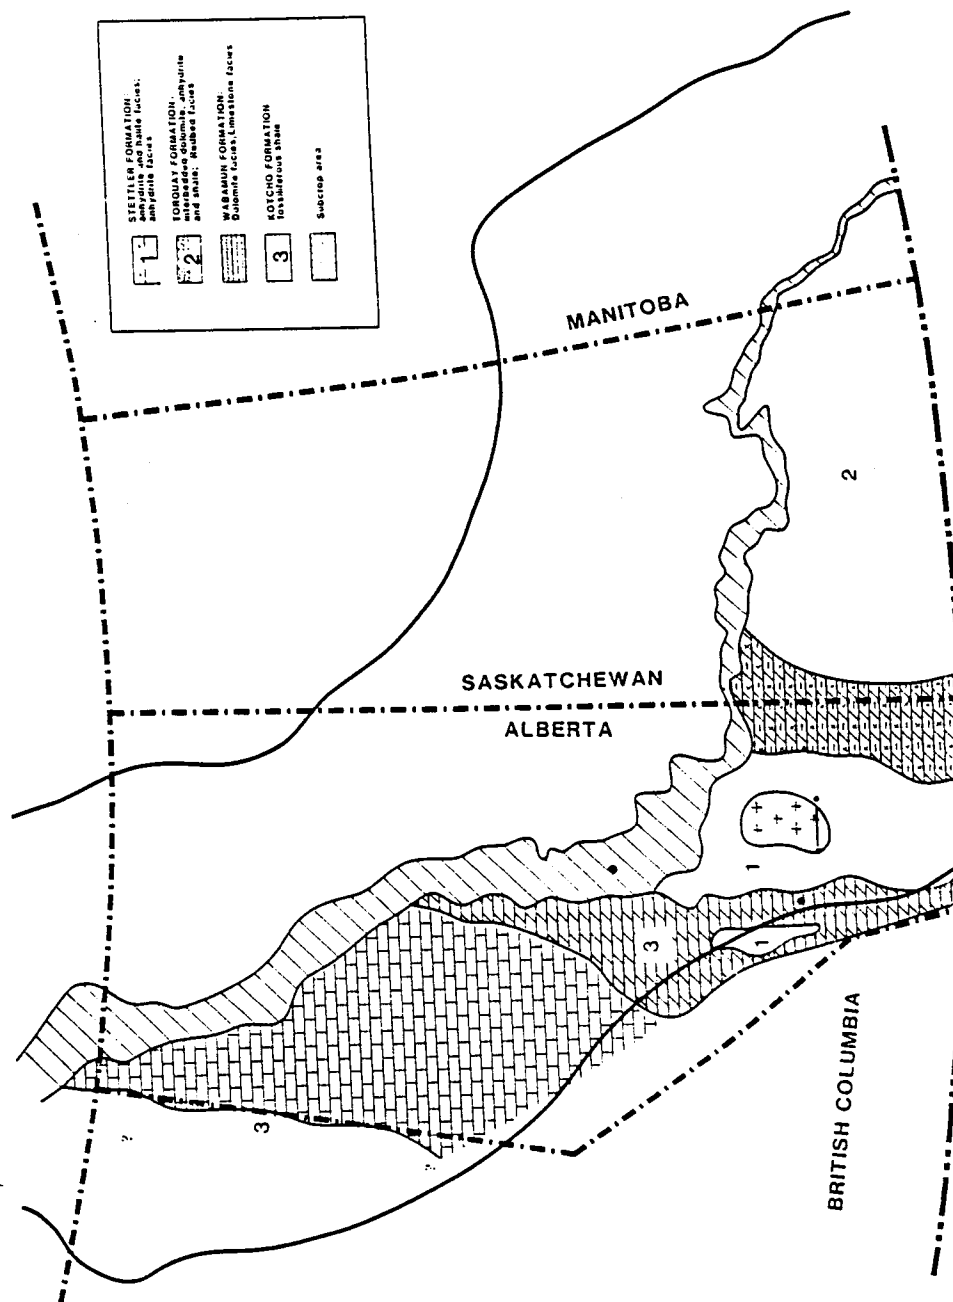 STETTLER FORMATION:
anhydrite and halite facies;
anhydrite facies
1
TORQUAY FORMATION:
interbedded dolomite, anhydrite
and shale; Redbed facies
2
WABAMUN FORMATION:
Dolomite facies, Limestone facies
KOTCHO FORMATION
fossiliferous shale
3
Subcrop area
MANITOBA
SASKATCHEWAN
ALBERTA
BRITISH COLUMBIA
2
1
1
3
3
?
?